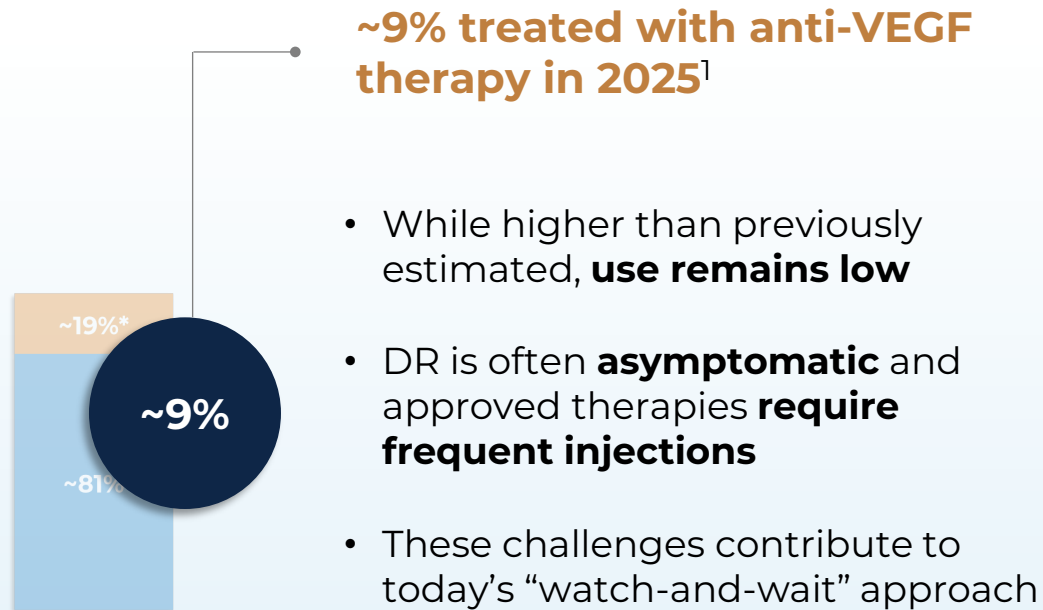 ~9% treated with anti-VEGF
therapy in 2025¹
• While higher than previously
estimated, use remains low
~19%*
• DR is often asymptomatic and
approved therapies require
frequent injections
~9%
~81%
• These challenges contribute to
today’s “watch-and-wait” approach